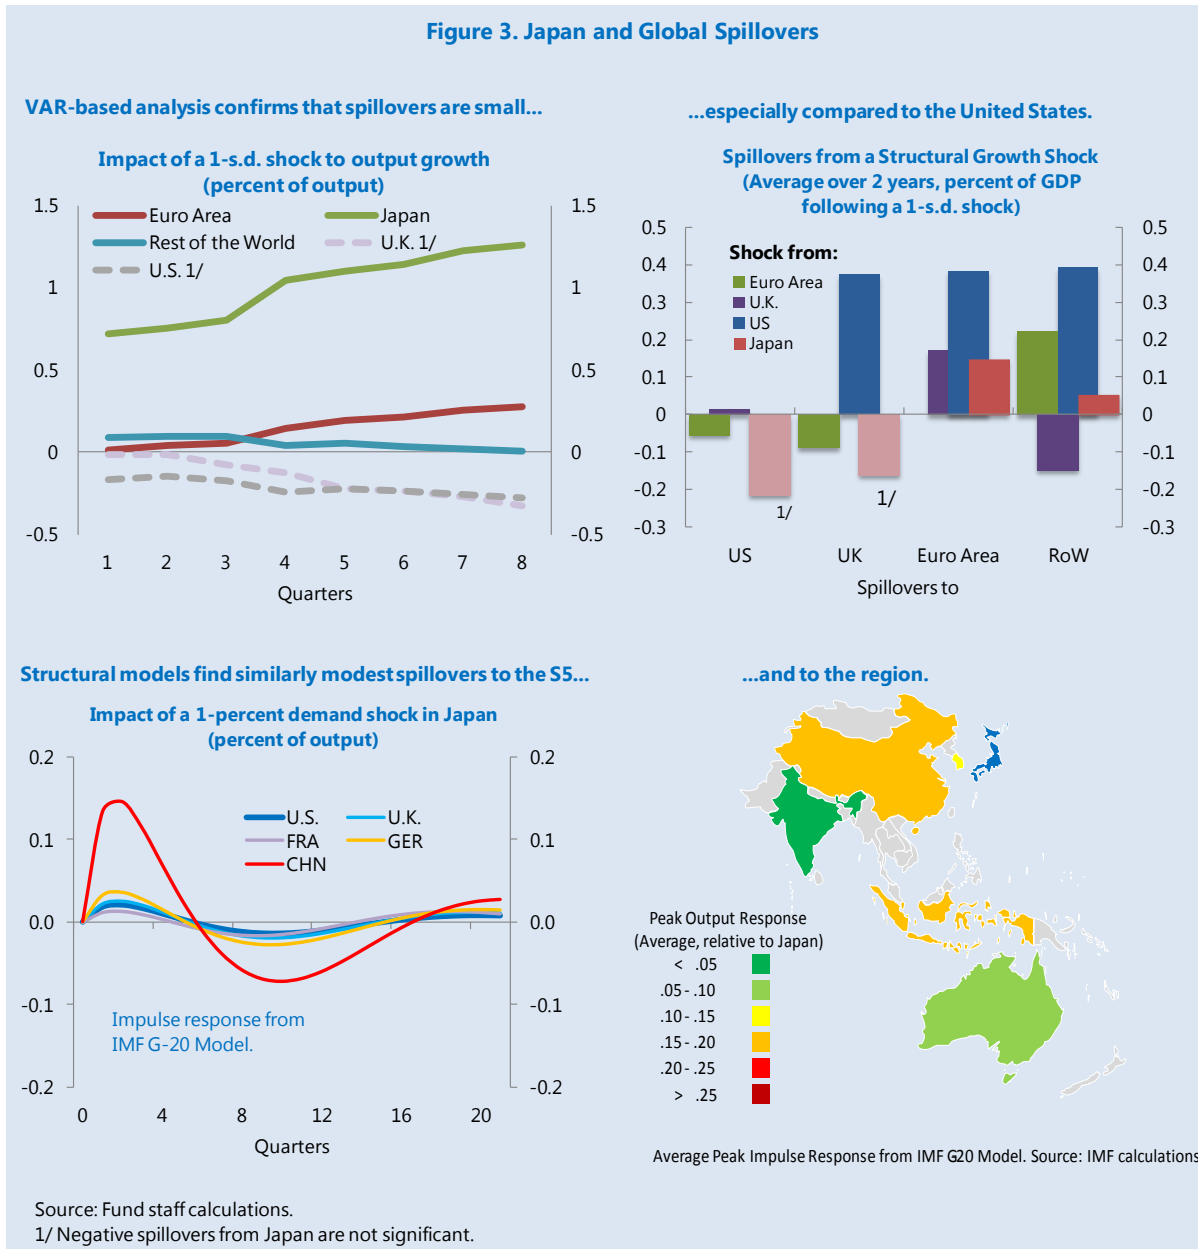 Figure 3. Japan and Global Spillovers
VAR-based analysis confirms that spillovers are small...
Impact of a 1-s.d. shock to output growth
(percent of output)
1.5
1
0.5
0
-0.5
1.5
1
0.5
0
-0.5
Euro Area
Japan
Rest of the World
U.K. 1/
U.S. 1/
1 2 3 4 5 6 7 8
Quarters
...especially compared to the United States.
Spillovers from a Structural Growth Shock
(Average over 2 years, percent of GDP
following a 1-s.d. shock)
0.5
0.4
0.3
0.2
0.1
0
-0.1
-0.2
-0.3
0.5
0.4
0.3
0.2
0.1
0
-0.1
-0.2
-0.3
Shock from:
Euro Area
U.K.
US
Japan
1/
1/
US UK Euro Area RoW
Spillovers to
Structural models find similarly modest spillovers to the S5...
Impact of a 1-percent demand shock in Japan
(percent of output)
0.2
0.1
0.0
-0.1
-0.2
0.2
0.1
0.0
-0.1
-0.2
U.S.
U.K.
FRA
GER
CHN
Impulse response from
IMF G-20 Model.
0 4 8 12 16 20
Quarters
...and to the region.
Peak Output Response
(Average, relative to Japan)
< .05
.05 - .10
.10 - .15
.15 - .20
.20 - .25
> .25
Average Peak Impulse Response from IMF G20 Model. Source: IMF calculations
Source: Fund staff calculations.
1/ Negative spillovers from Japan are not significant.